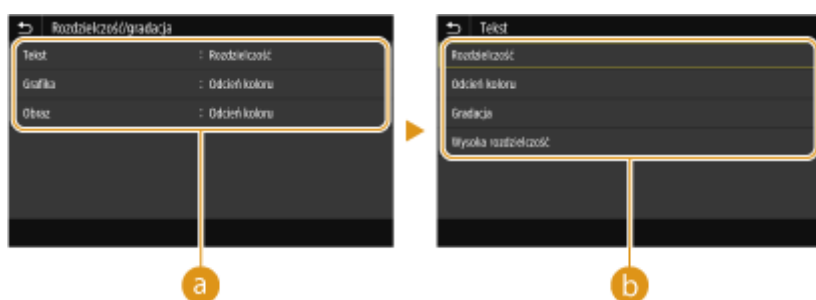 Rozdzielczość/gradacja
Tekst : Rozdzielczość
Grafika : Odcień koloru
Obraz : Odcień koloru
Tekst
Rozdzielczość
Odcień koloru
Gradacja
Wysoka rozdzielczość
a
b